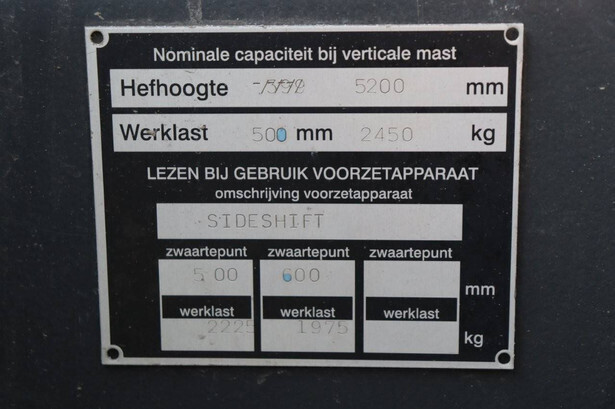 Nominale capaciteit bij verticale mast
Hefhoogte 5200 mm
Werklast 500 mm 2450 kg
LEZEN BIJ GEBRUIK VOORZETAPPARAAT
omschrijving voorzetapparaat
SIDESHIFT
zwaartepunt zwaartepunt zwaartepunt
500 600 mm
werklast werklast werklast
2225 1975 kg